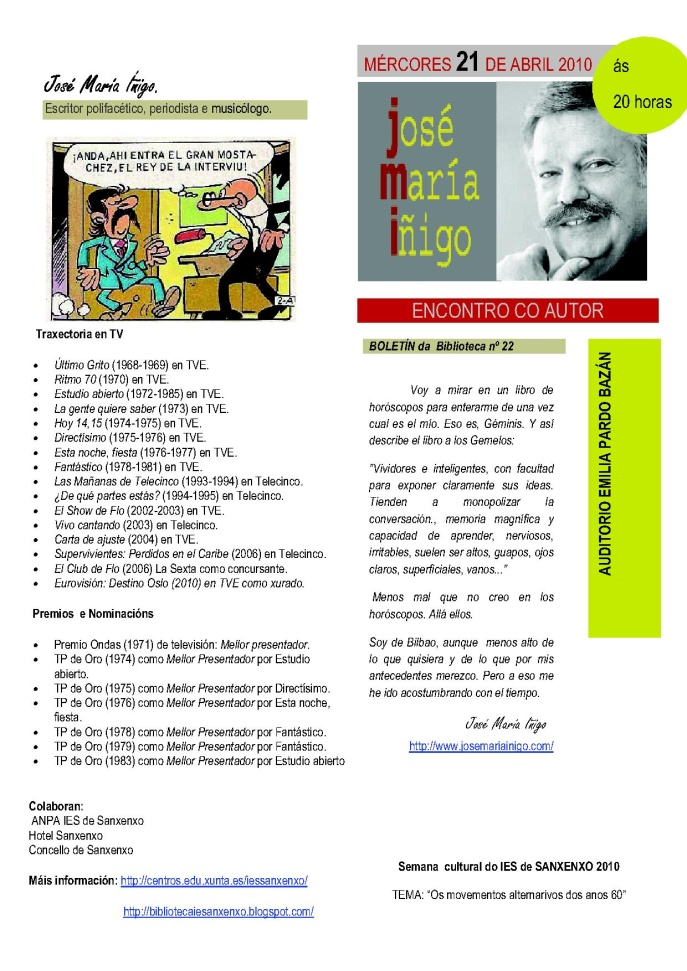 José María Íñigo.
Escritor polifacético, periodista e musicólogo.
¡ANDA, AHI ENTRA EL GRAN MOSTA-
CHEZ, EL REY DE LA INTERVIU!
2-A
Traxectoria en TV
• Último Grito (1968-1969) en TVE.
• Ritmo 70 (1970) en TVE.
• Estudio abierto (1972-1985) en TVE.
• La gente quiere saber (1973) en TVE.
• Hoy 14,15 (1974-1975) en TVE.
• Directísimo (1975-1976) en TVE.
• Esta noche, fiesta (1976-1977) en TVE.
• Fantástico (1978-1981) en TVE.
• Las Mañanas de Telecinco (1993-1994) en Telecinco.
• ¿De qué partes estás? (1994-1995) en Telecinco.
• El Show de Flo (2002-2003) en TVE.
• Vivo cantando (2003) en Telecinco.
• Carta de ajuste (2004) en TVE.
• Supervivientes: Perdidos en el Caribe (2006) en Telecinco.
• El Club de Flo (2006) La Sexta como concursante.
• Eurovisión: Destino Oslo (2010) en TVE como xurado.
Premios e Nominacións
• Premio Ondas (1971) de televisión: Mellor presentador.
• TP de Oro (1974) como Mellor Presentador por Estudio
abierto.
• TP de Oro (1975) como Mellor Presentador por Directísimo.
• TP de Oro (1976) como Mellor Presentador por Esta noche,
fiesta.
• TP de Oro (1978) como Mellor Presentador por Fantástico.
• TP de Oro (1979) como Mellor Presentador por Fantástico.
• TP de Oro (1983) como Mellor Presentador por Estudio abierto
Colaboran:
ANPA IES de Sanxenxo
Hotel Sanxenxo
Concello de Sanxenxo
Máis información: http://centros.edu.xunta.es/iessanxenxo/
http://bibliotecaiesanxenxo.blogspot.com/
MÉRCORES 21 DE ABRIL 2010
ás
20 horas
josé
maría
iñigo
ENCONTRO CO AUTOR
BOLETÍN da Biblioteca nº 22
AUDITORIO EMILIA PARDO BAZÁN
Voy a mirar en un libro de
horóscopos para enterarme de una vez
cual es el mío. Eso es, Géminis. Y así
describe el libro a los Gemelos:
"Vividores e inteligentes, con facultad
para exponer claramente sus ideas.
Tienden a monopolizar la
conversación., memoria magnífica y
capacidad de aprender, nerviosos,
irritables, suelen ser altos, guapos, ojos
claros, superficiales, vanos..."
Menos mal que no creo en los
horóscopos. Allá ellos.
Soy de Bilbao, aunque menos alto de
lo que quisiera y de lo que por mis
antecedentes merezco. Pero a eso me
he ido acostumbrando con el tiempo.
José María Íñigo
http://www.josemariainigo.com/
Semana cultural do IES de SANXENXO 2010
TEMA: "Os movementos alternarivos dos anos 60"